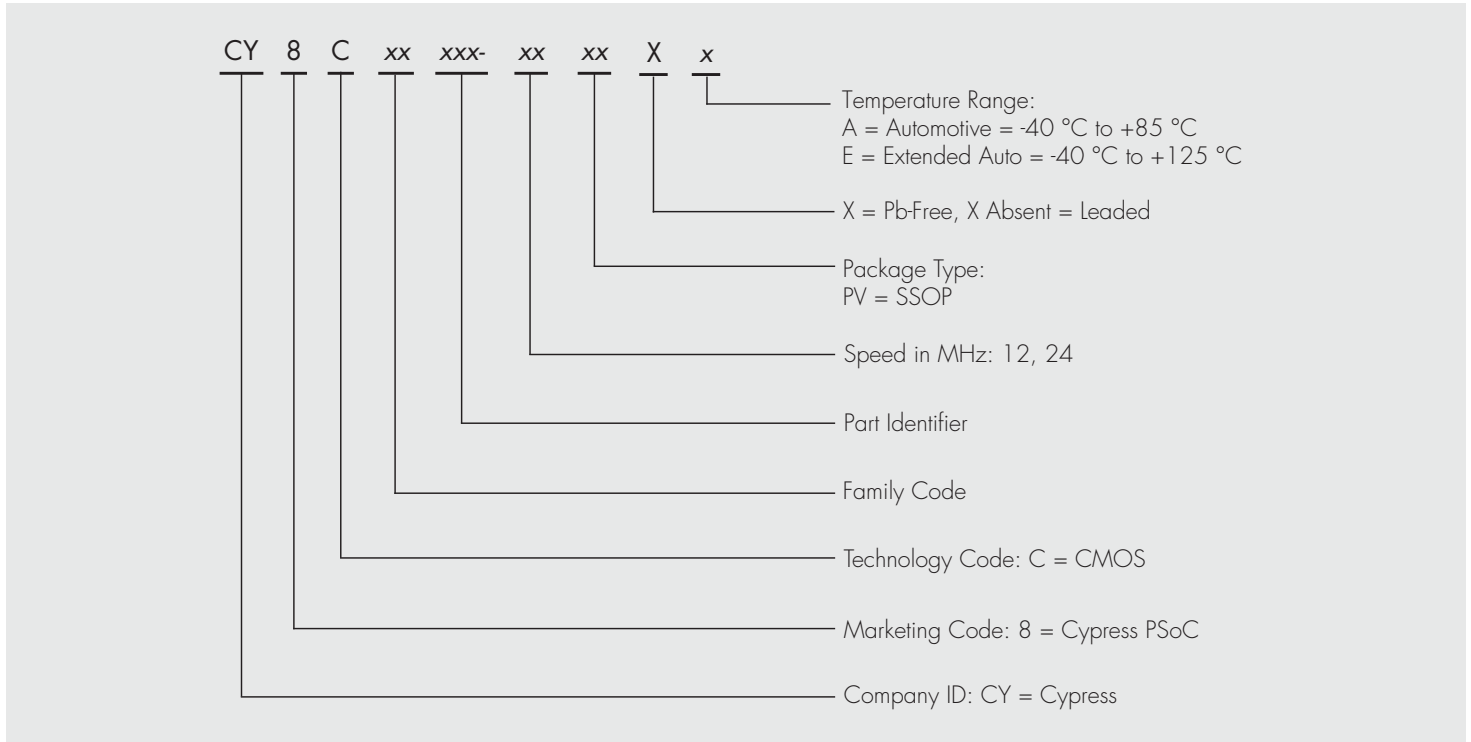 CY 8 C xx xxx- xx xx X x
Temperature Range:
A = Automotive = -40 °C to +85 °C
E = Extended Auto = -40 °C to +125 °C
X = Pb-Free, X Absent = Leaded
Package Type:
PV = SSOP
Speed in MHz: 12, 24
Part Identifier
Family Code
Technology Code: C = CMOS
Marketing Code: 8 = Cypress PSoC
Company ID: CY = Cypress